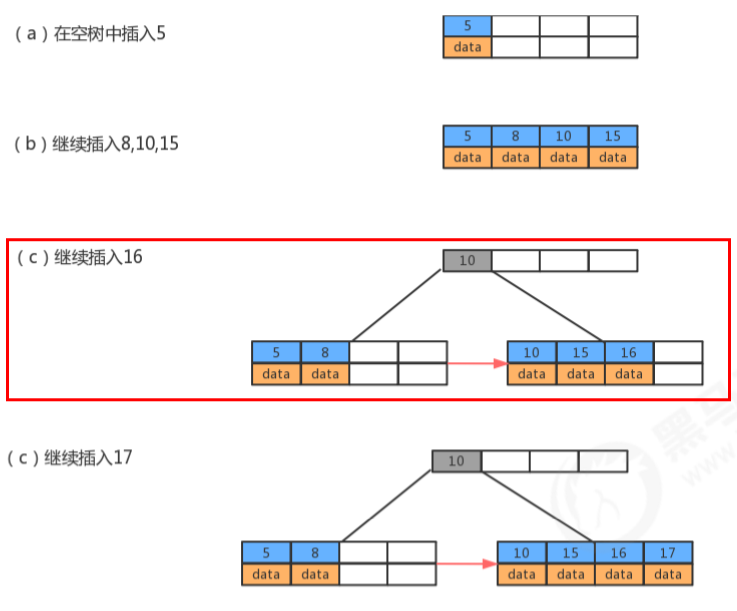 （a）在空树中插入5
5
data
（b）继续插入8,10,15
5 8 10 15
data data data data
（c）继续插入16
10
5 8 10 15 16
data data data data data
（c）继续插入17
10
5 8 10 15 16 17
data data data data data data
黑马
www.